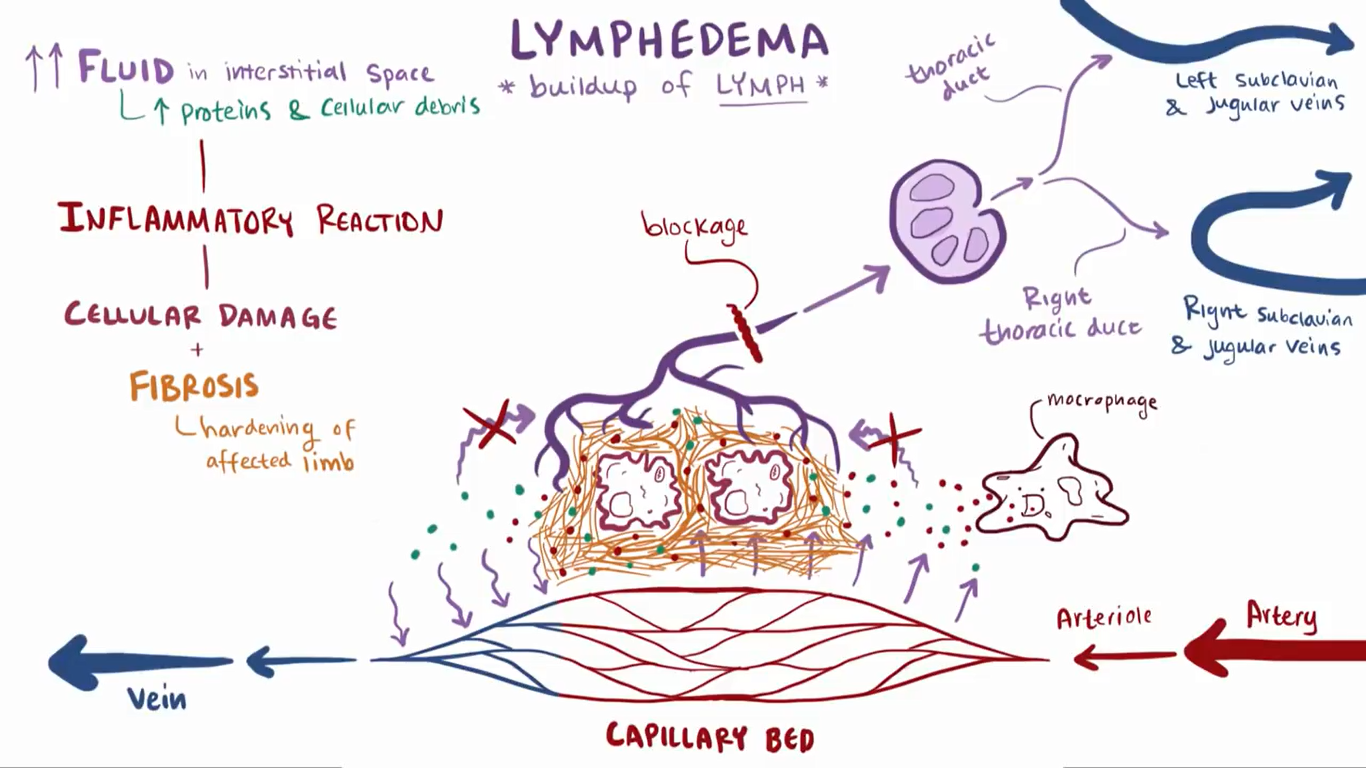 LYMPHEDEMA
* buildup of LYMPH *
↑↑ FLUID in interstitial space
↑ proteins & cellular debris
INFLAMMATORY REACTION
CELLULAR DAMAGE
+
FIBROSIS
hardening of
affected limb
blockage
thoracic
duct
Left subclavian
& jugular veins
Right
thoracic duct
Right subclavian
& jugular veins
macrophage
Arteriole
Artery
Vein
CAPILLARY BED